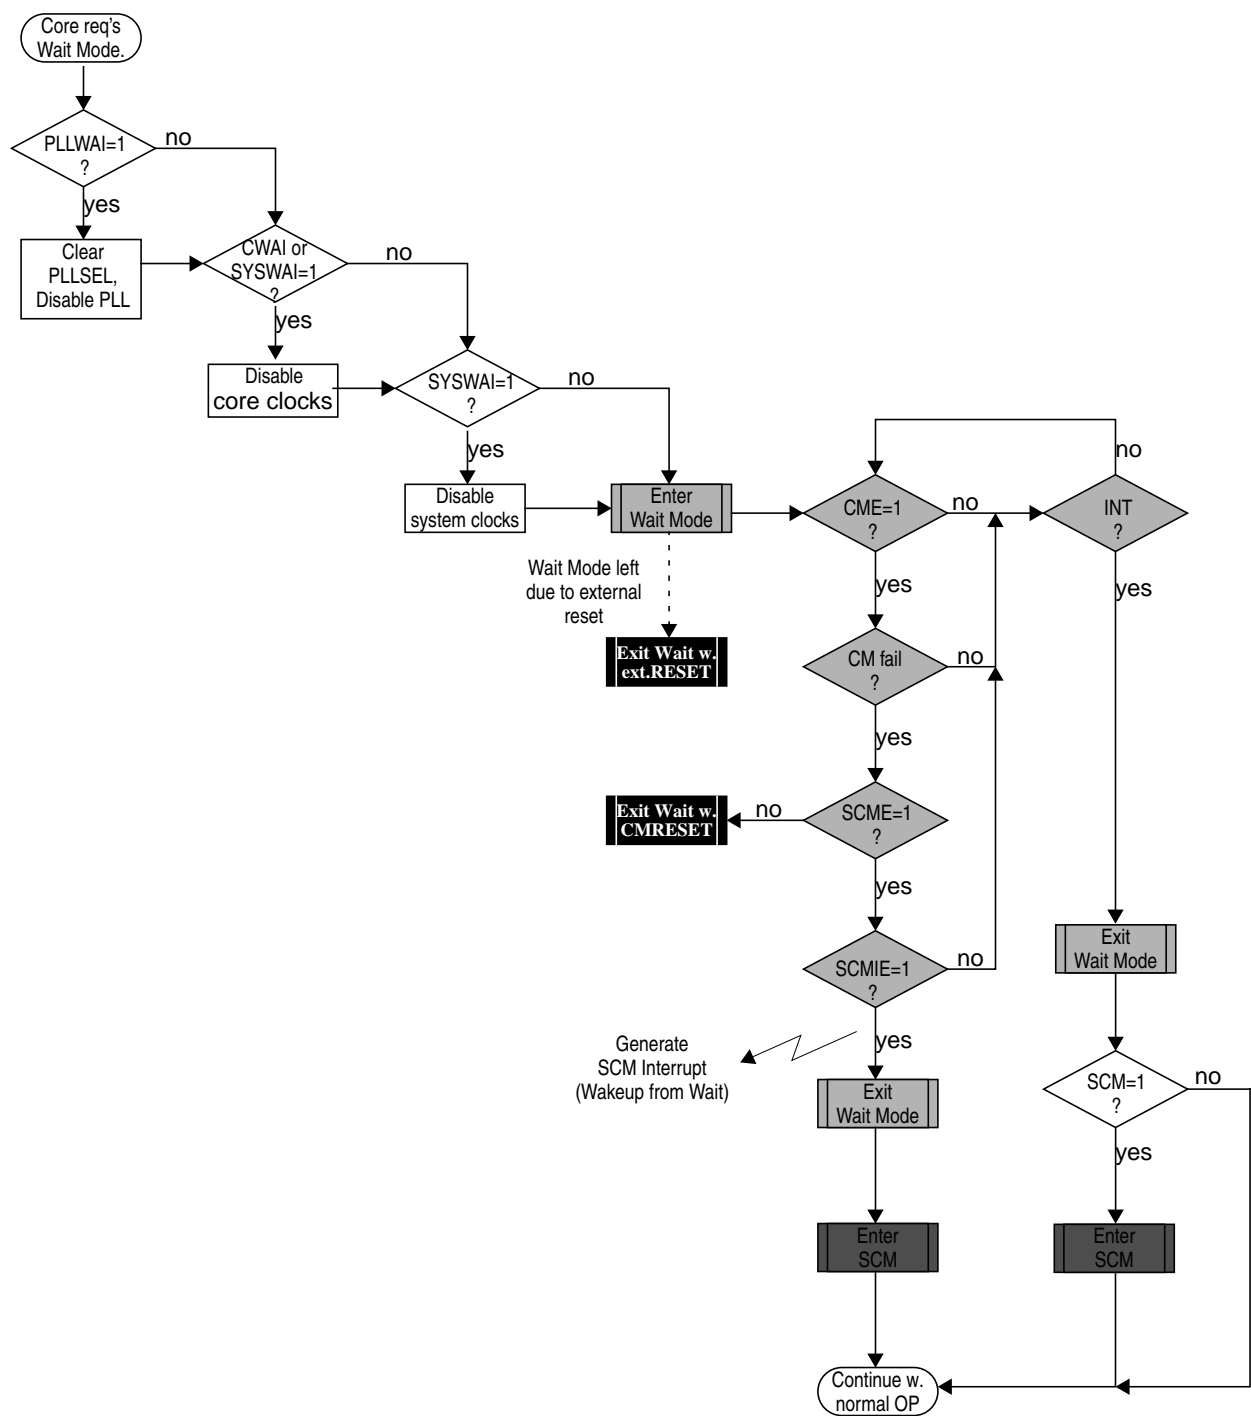 Core req's
Wait Mode.
PLLWAI=1
?
no
yes
Clear
PLLSEL,
Disable PLL
CWAI or
SYSWAI=1
?
no
yes
Disable
core clocks
SYSWAI=1
?
no
yes
Disable
system clocks
Enter
Wait Mode
Wait Mode left
due to external
reset
Exit Wait w.
ext.RESET
CME=1
?
no
yes
INT
?
no
yes
CM fail
?
no
yes
SCME=1
?
no
yes
Exit Wait w.
CMRESET
SCMIE=1
?
no
yes
Generate
SCM Interrupt
(Wakeup from Wait)
Exit
Wait Mode
Enter
SCM
Exit
Wait Mode
SCM=1
?
no
yes
Enter
SCM
Continue w.
normal OP